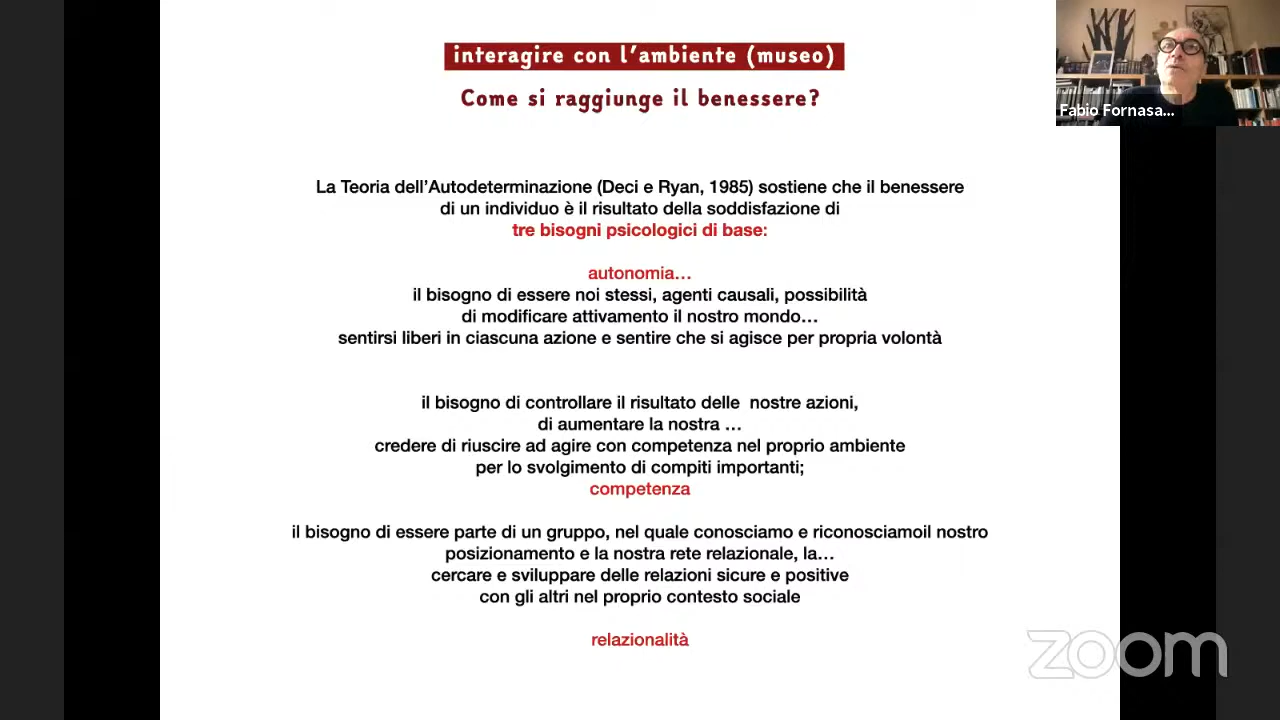 interagire con l'ambiente (museo)
Come si raggiunge il benessere?
Fabio Fornasa...
La Teoria dell'Autodeterminazione (Deci e Ryan, 1985) sostiene che il benessere
di un individuo è il risultato della soddisfazione di
tre bisogni psicologici di base:
autonomia…
il bisogno di essere noi stessi, agenti causali, possibilità
di modificare attivamento il nostro mondo…
sentirsi liberi in ciascuna azione e sentire che si agisce per propria volontà
il bisogno di controllare il risultato delle  nostre azioni,
di aumentare la nostra …
credere di riuscire ad agire con competenza nel proprio ambiente
per lo svolgimento di compiti importanti;
competenza
il bisogno di essere parte di un gruppo, nel quale conosciamo e riconosciamoil nostro
posizionamento e la nostra rete relazionale, la…
cercare e sviluppare delle relazioni sicure e positive
con gli altri nel proprio contesto sociale
relazionalità
zoom